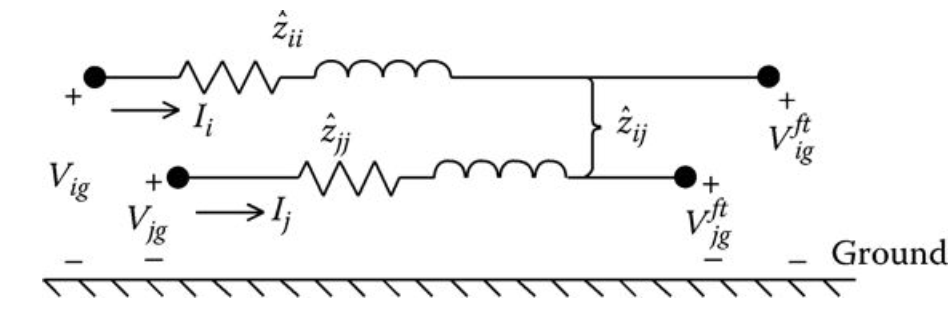 ẑ_ii
+ I_i ẑ_jj ẑ_ij + V_ig^ft
V_ig + V_jg I_j + V_jg^ft
− − − − Ground